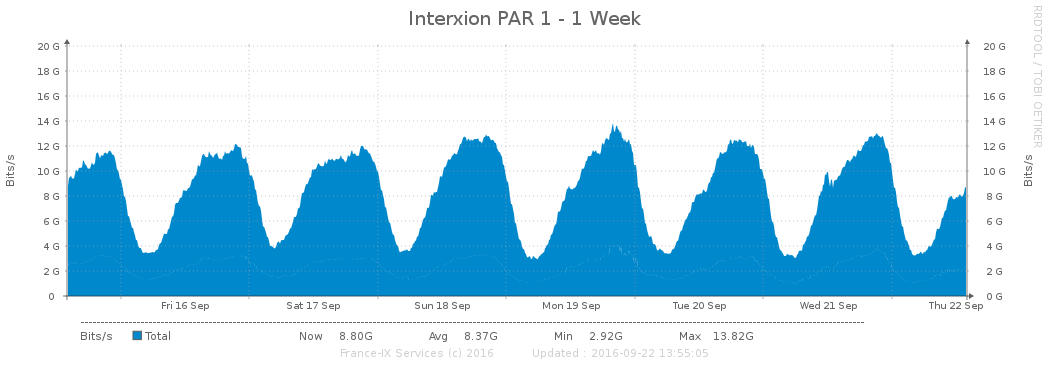 Interxion PAR 1 - 1 Week
RRDTOOL / TOBI OETIKER
Bits/s
20 G 20 G
18 G 18 G
16 G 16 G
14 G 14 G
12 G 12 G
10 G 10 G
8 G 8 G
6 G 6 G
4 G 4 G
2 G 2 G
0 0 G
Bits/s
Fri 16 Sep Sat 17 Sep Sun 18 Sep Mon 19 Sep Tue 20 Sep Wed 21 Sep Thu 22 Sep
Bits/s Total Now 8.80G Avg 8.37G Min 2.92G Max 13.82G
France-IX Services (c) 2016 Updated : 2016-09-22 13:55:05